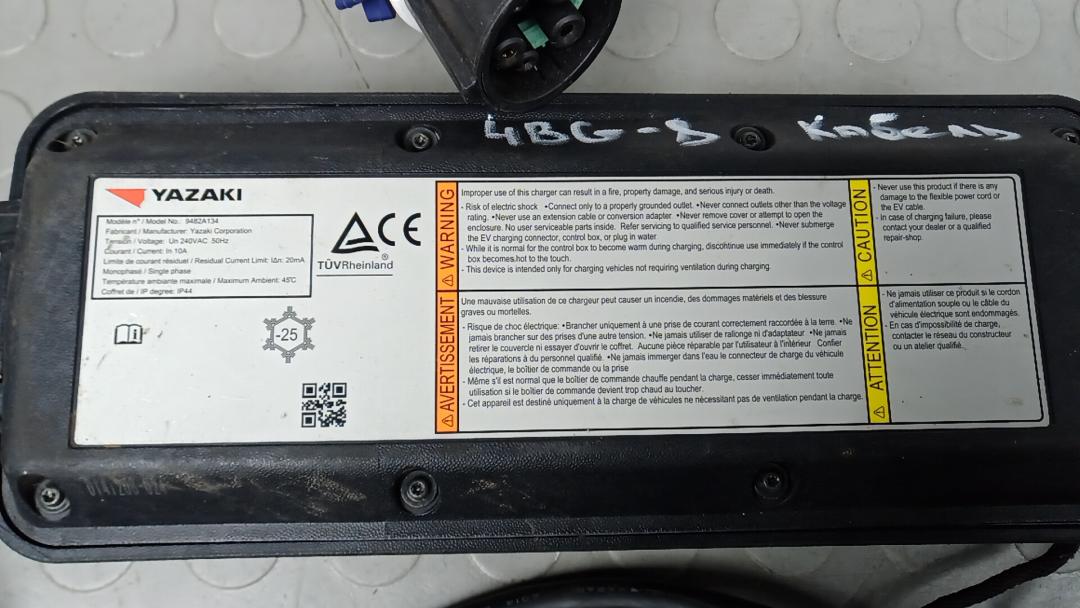 4BG-8 Кабель
YAZAKI
Modèle n° / Model No.: 9482A134
Fabricant / Manufacturer: Yazaki Corporation
Tension / Voltage: Un 240VAC 50Hz
Courant / Current: In 10A
Limite de courant résiduel / Residual Current Limit: IΔn: 20mA
Monophasé / Single phase
Température ambiante maximale / Maximum Ambient: 45℃
Coffret de / IP degree: IP44
CE
TÜVRheinland®
-25
WARNING
Improper use of this charger can result in a fire, property damage, and serious injury or death.
- Risk of electric shock •Connect only to a properly grounded outlet. •Never connect outlets other than the voltage
rating. •Never use an extension cable or conversion adapter. •Never remove cover or attempt to open the
enclosure. No user serviceable parts inside. Refer servicing to qualified service personnel. •Never submerge
the EV charging connector, control box, or plug in water
- While it is normal for the control box to become warm during charging, discontinue use immediately if the control
box becomes.hot to the touch.
- This device is intended only for charging vehicles not requiring ventilation during charging.
CAUTION
- Never use this product if there is any
damage to the flexible power cord or
the EV cable.
- In case of charging failure, please
contact your dealer or a qualified
repair-shop.
AVERTISSEMENT
Une mauvaise utilisation de ce chargeur peut causer un incendie, des dommages matériels et des blessure
graves ou mortelles.
- Risque de choc électrique: •Brancher uniquement à une prise de courant correctement raccordée à la terre. •Ne
jamais brancher sur des prises d'une autre tension. •Ne jamais utiliser de rallonge ni d'adaptateur. •Ne jamais
retirer le couvercle ni essayer d'ouvrir le coffret. Aucune pièce réparable par l'utilisateur à l'intérieur. Confier
les réparations à du personnel qualifié. •Ne jamais immerger dans l'eau le connecteur de charge du véhicule
électrique, le boîtier de commande ou la prise
- Même s'il est normal que le boîtier de commande chauffe pendant la charge, cesser immédiatement toute
utilisation si le boîtier de commande devient trop chaud au toucher.
- Cet appareil est destiné uniquement à la charge de véhicules ne nécessitant pas de ventilation pendant la charge.
ATTENTION
- Ne jamais utiliser ce produit si le cordon
d'alimentation souple ou le câble du
véhicule électrique sont endommagés.
- En cas d'impossibilité de charge,
contacter le réseau du constructeur
ou un atelier qualifié.
YAZAKI